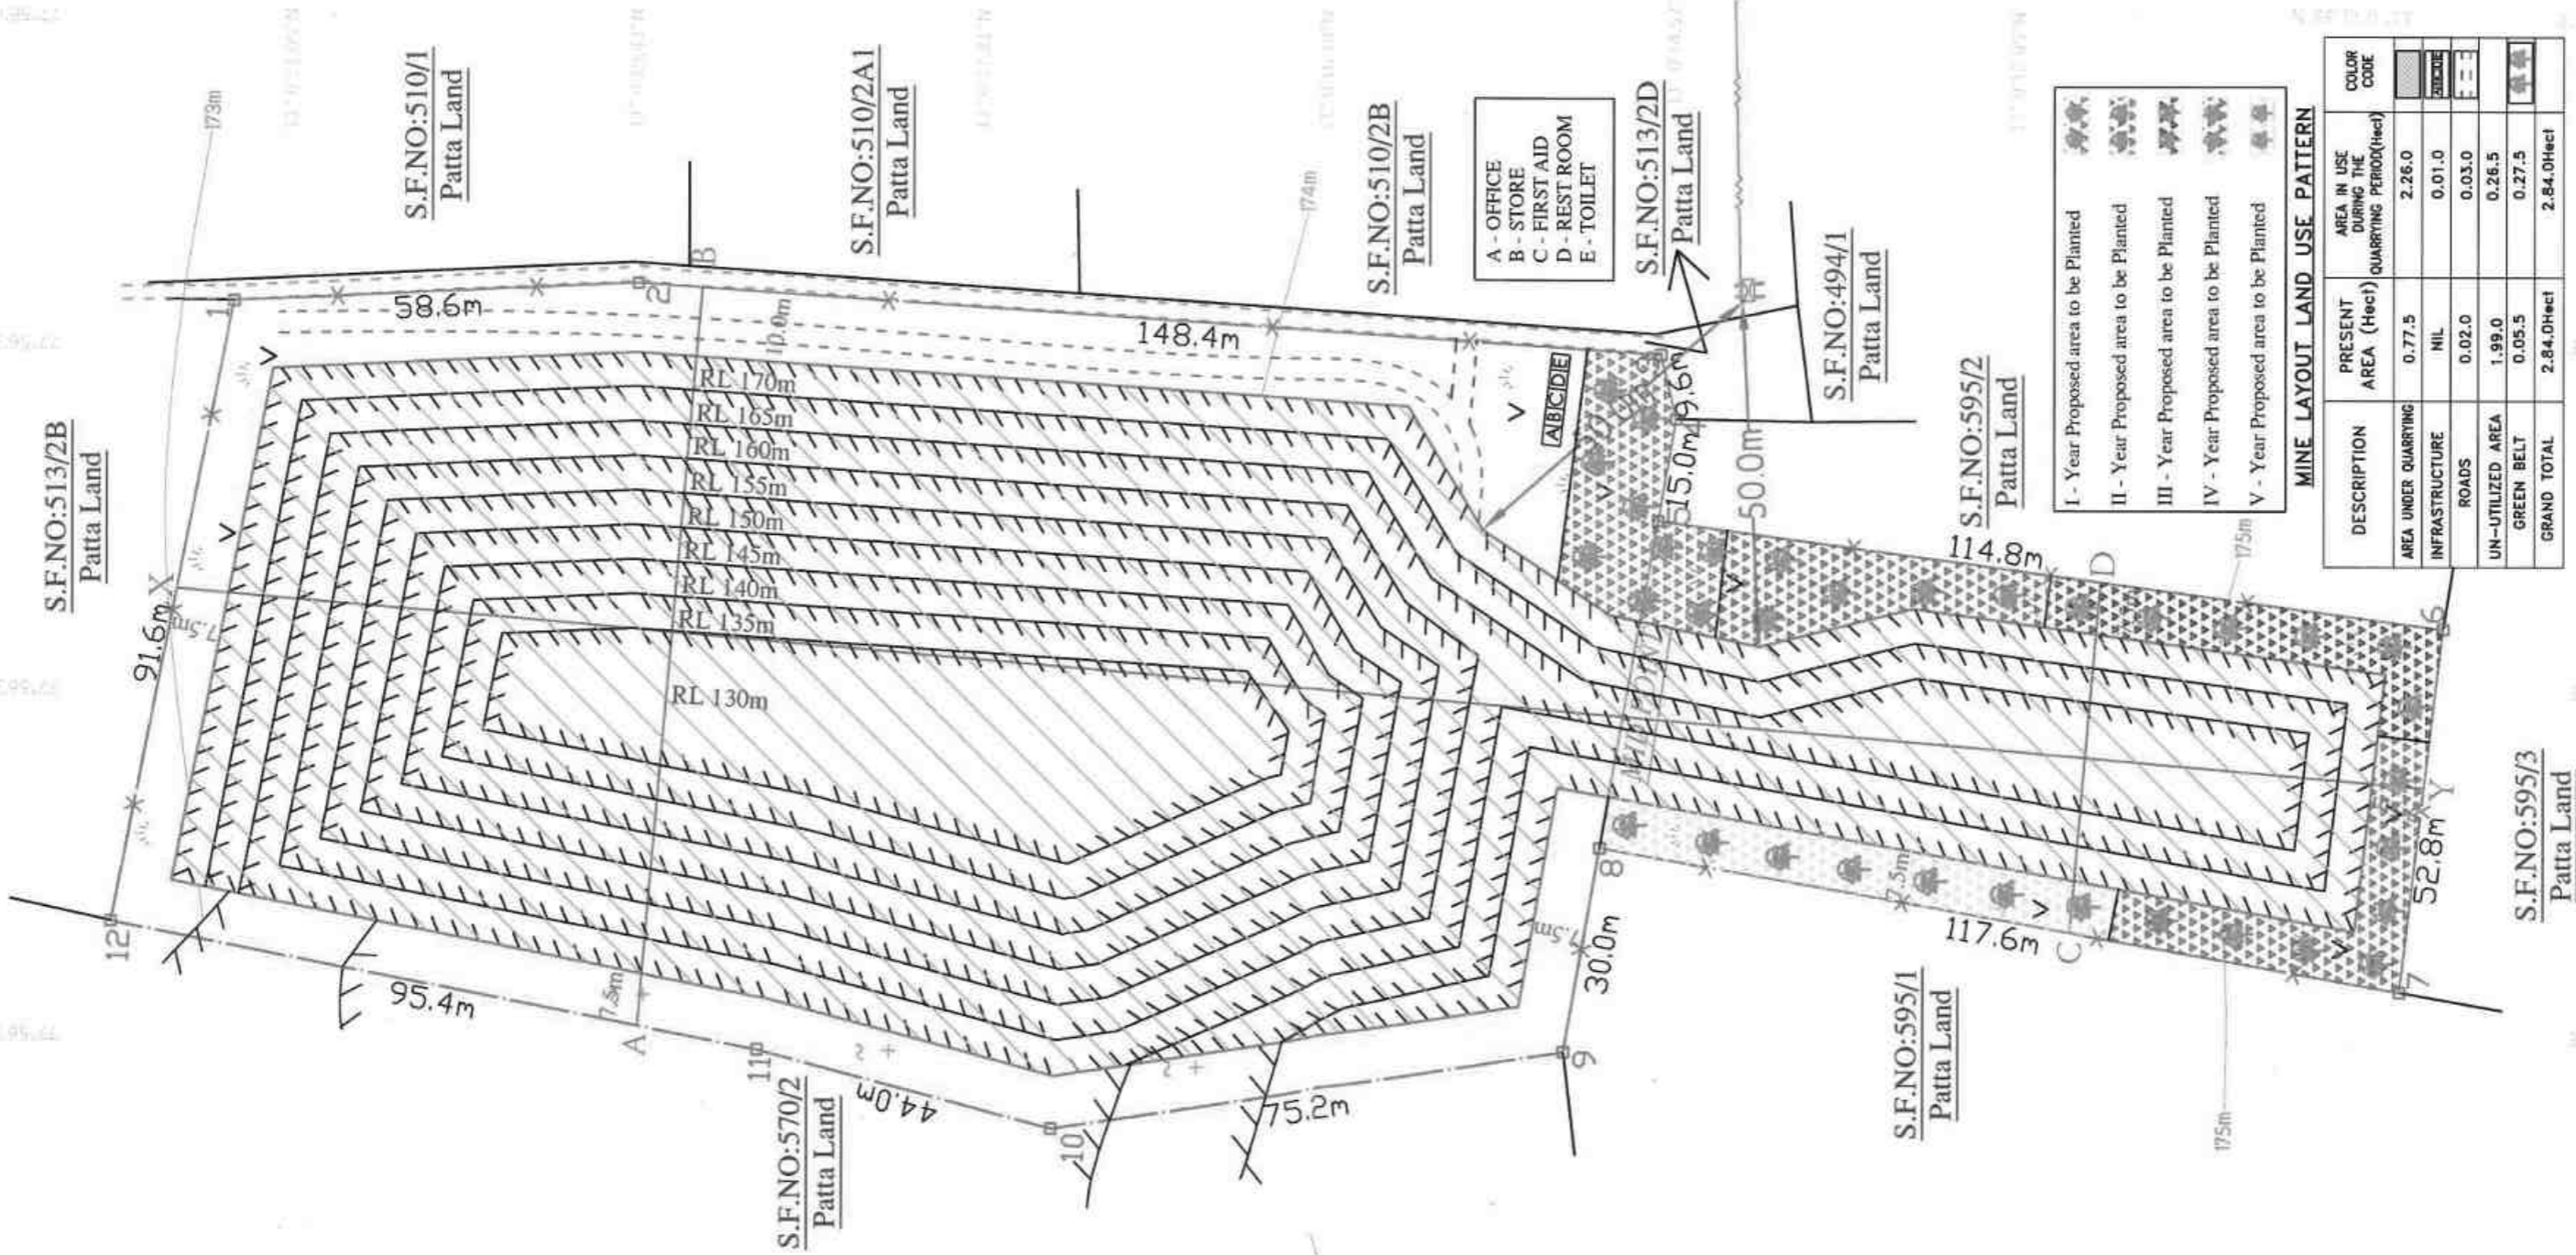 S.F.NO:513/2B
Patta Land
S.F.NO:510/1
Patta Land
S.F.NO:510/2A1
Patta Land
S.F.NO:510/2B
Patta Land
S.F.NO:513/2D
Patta Land
S.F.NO:494/1
Patta Land
S.F.NO:595/2
Patta Land
S.F.NO:595/3
Patta Land
S.F.NO:595/1
Patta Land
S.F.NO:570/2
Patta Land
A - OFFICE
B - STORE
C - FIRST AID
D - REST ROOM
E - TOILET
173m
174m
175m
175m
1
2
5
6
7
8
9
10
11
12
A
B
C
D
X
Y
91.6m
58.6m
148.4m
9.6m
15.0m
50.0m
114.8m
52.8m
117.6m
30.0m
75.2m
44.0m
95.4m
7.5m
7.5m
7.5m
7.5m
10.0m
A B C D E
RL 170m
RL 165m
RL 160m
RL 155m
RL 150m
RL 145m
RL 140m
RL 135m
RL 130m
I - Year Proposed area to be Planted
II - Year Proposed area to be Planted
III - Year Proposed area to be Planted
IV - Year Proposed area to be Planted
V - Year Proposed area to be Planted
MINE LAYOUT LAND USE PATTERN
DESCRIPTION PRESENT AREA (Hect) AREA IN USE DURING THE QUARRYING PERIOD(Hect) COLOR CODE
AREA UNDER QUARRYING 0.77.5 2.26.0
INFRASTRUCTURE NIL 0.01.0
ROADS 0.02.0 0.03.0
UN-UTILIZED AREA 1.99.0 0.26.5
GREEN BELT 0.05.5 0.27.5
GRAND TOTAL 2.84.0Hect 2.84.0Hect